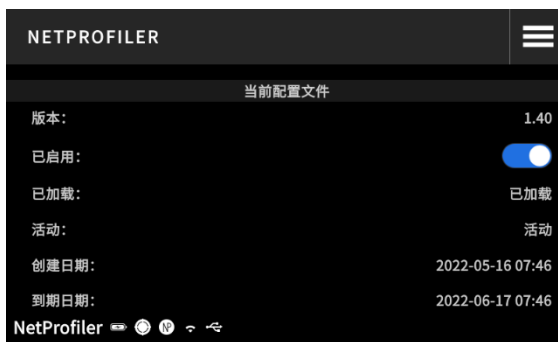 NETPROFILER
当前配置文件
版本: 1.40
已启用:
已加载: 已加载
活动: 活动
创建日期: 2022-05-16 07:46
到期日期: 2022-06-17 07:46
NetProfiler NP